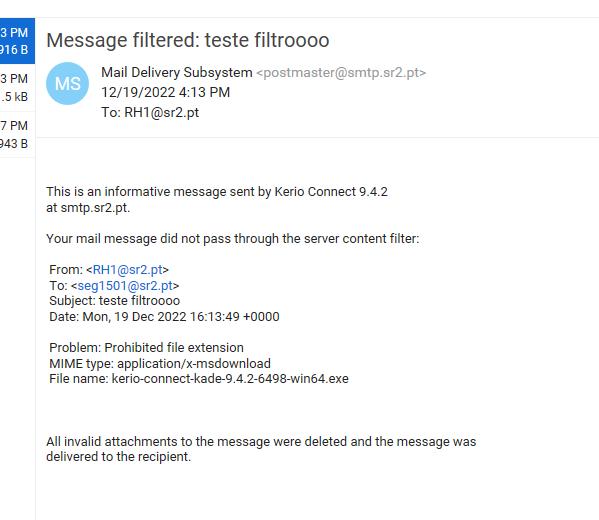 3 PM
916 B
3 PM
.5 kB
7 PM
943 B
Message filtered: teste filtroooo
MS
Mail Delivery Subsystem <postmaster@smtp.sr2.pt>
12/19/2022 4:13 PM
To: RH1@sr2.pt
This is an informative message sent by Kerio Connect 9.4.2
at smtp.sr2.pt.
Your mail message did not pass through the server content filter:
From: <RH1@sr2.pt>
To: <seg1501@sr2.pt>
Subject: teste filtroooo
Date: Mon, 19 Dec 2022 16:13:49 +0000
Problem: Prohibited file extension
MIME type: application/x-msdownload
File name: kerio-connect-kade-9.4.2-6498-win64.exe
All invalid attachments to the message were deleted and the message was
delivered to the recipient.